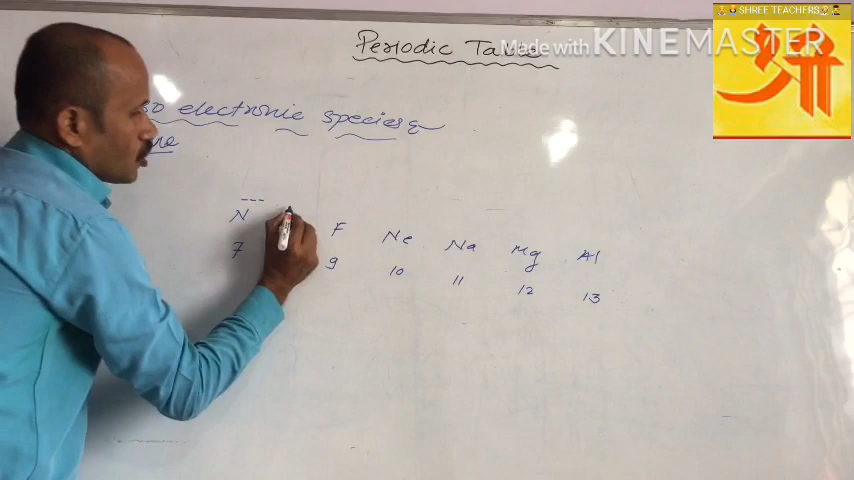 SHREE TEACHERS
Made with KINEMASTER
श्री
Periodic Table
so electronic species
--- 
N F Ne Na Mg Al
7 9 10 11 12 13